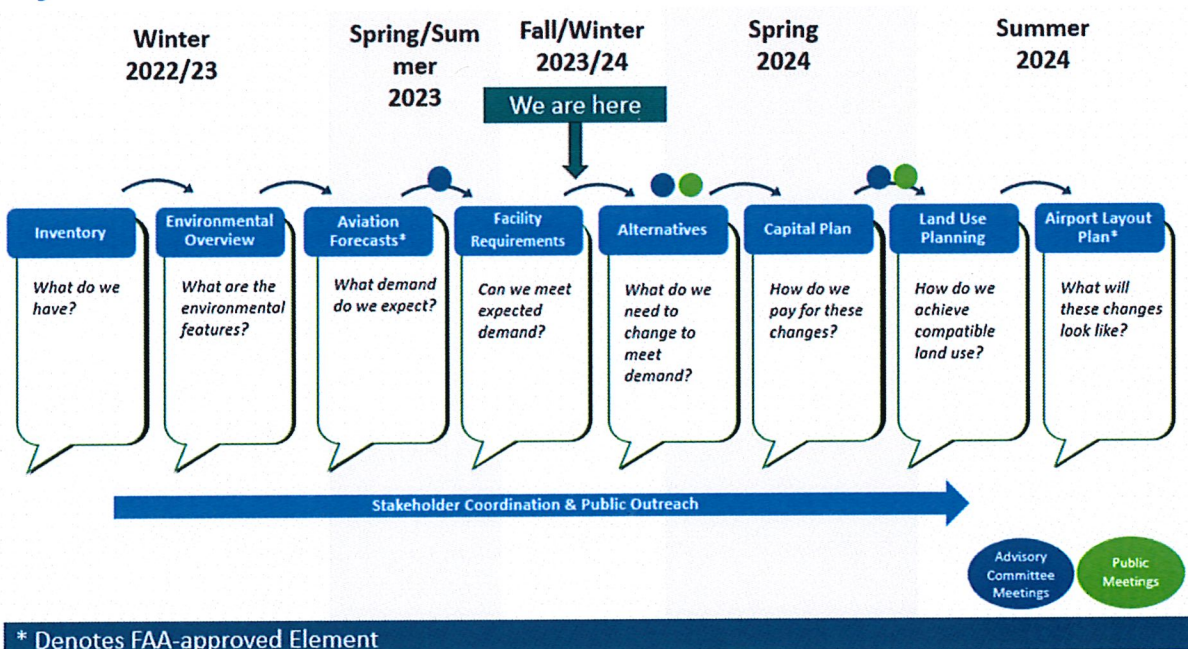 Winter
2022/23
Spring/Sum
mer
2023
Fall/Winter
2023/24
Spring
2024
Summer
2024
We are here
Inventory
What do we
have?
Environmental
Overview
What are the
environmental
features?
Aviation
Forecasts*
What demand
do we expect?
Facility
Requirements
Can we meet
expected
demand?
Alternatives
What do we
need to
change to
meet
demand?
Capital Plan
How do we
pay for these
changes?
Land Use
Planning
How do we
achieve
compatible
land use?
Airport Layout
Plan*
What will
these changes
look like?
Stakeholder Coordination & Public Outreach
Advisory
Committee
Meetings
Public
Meetings
* Denotes FAA-approved Element